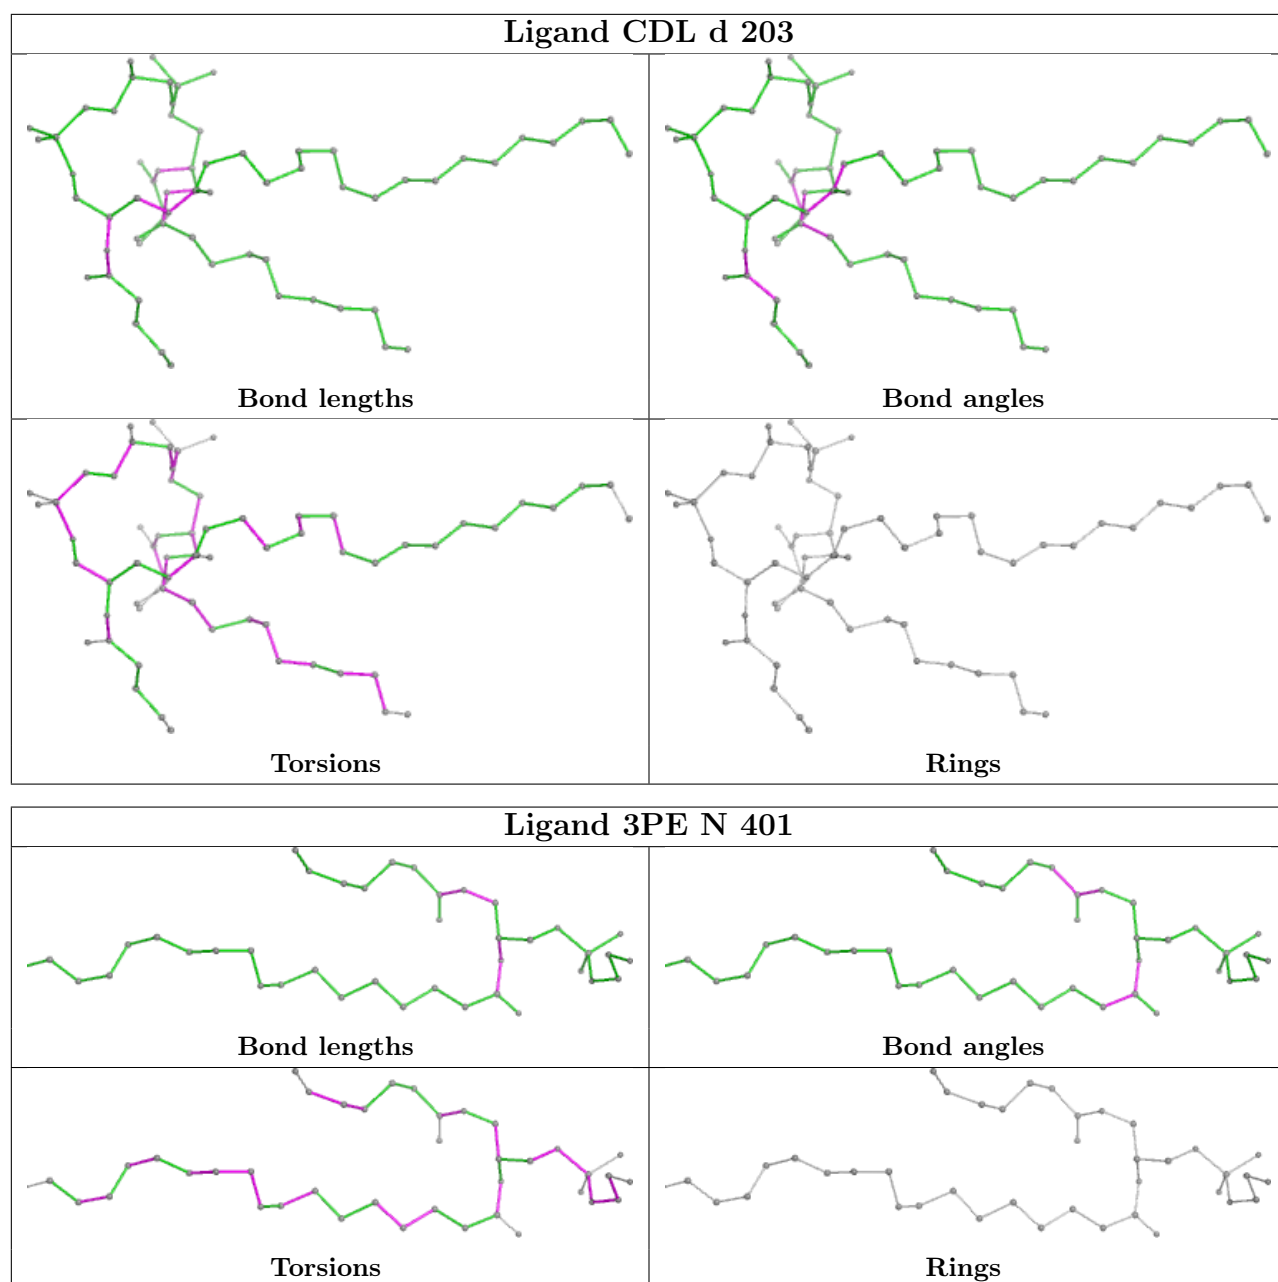 Ligand CDL d 203
Bond lengths
Bond angles
Torsions
Rings
Ligand 3PE N 401
Bond lengths
Bond angles
Torsions
Rings